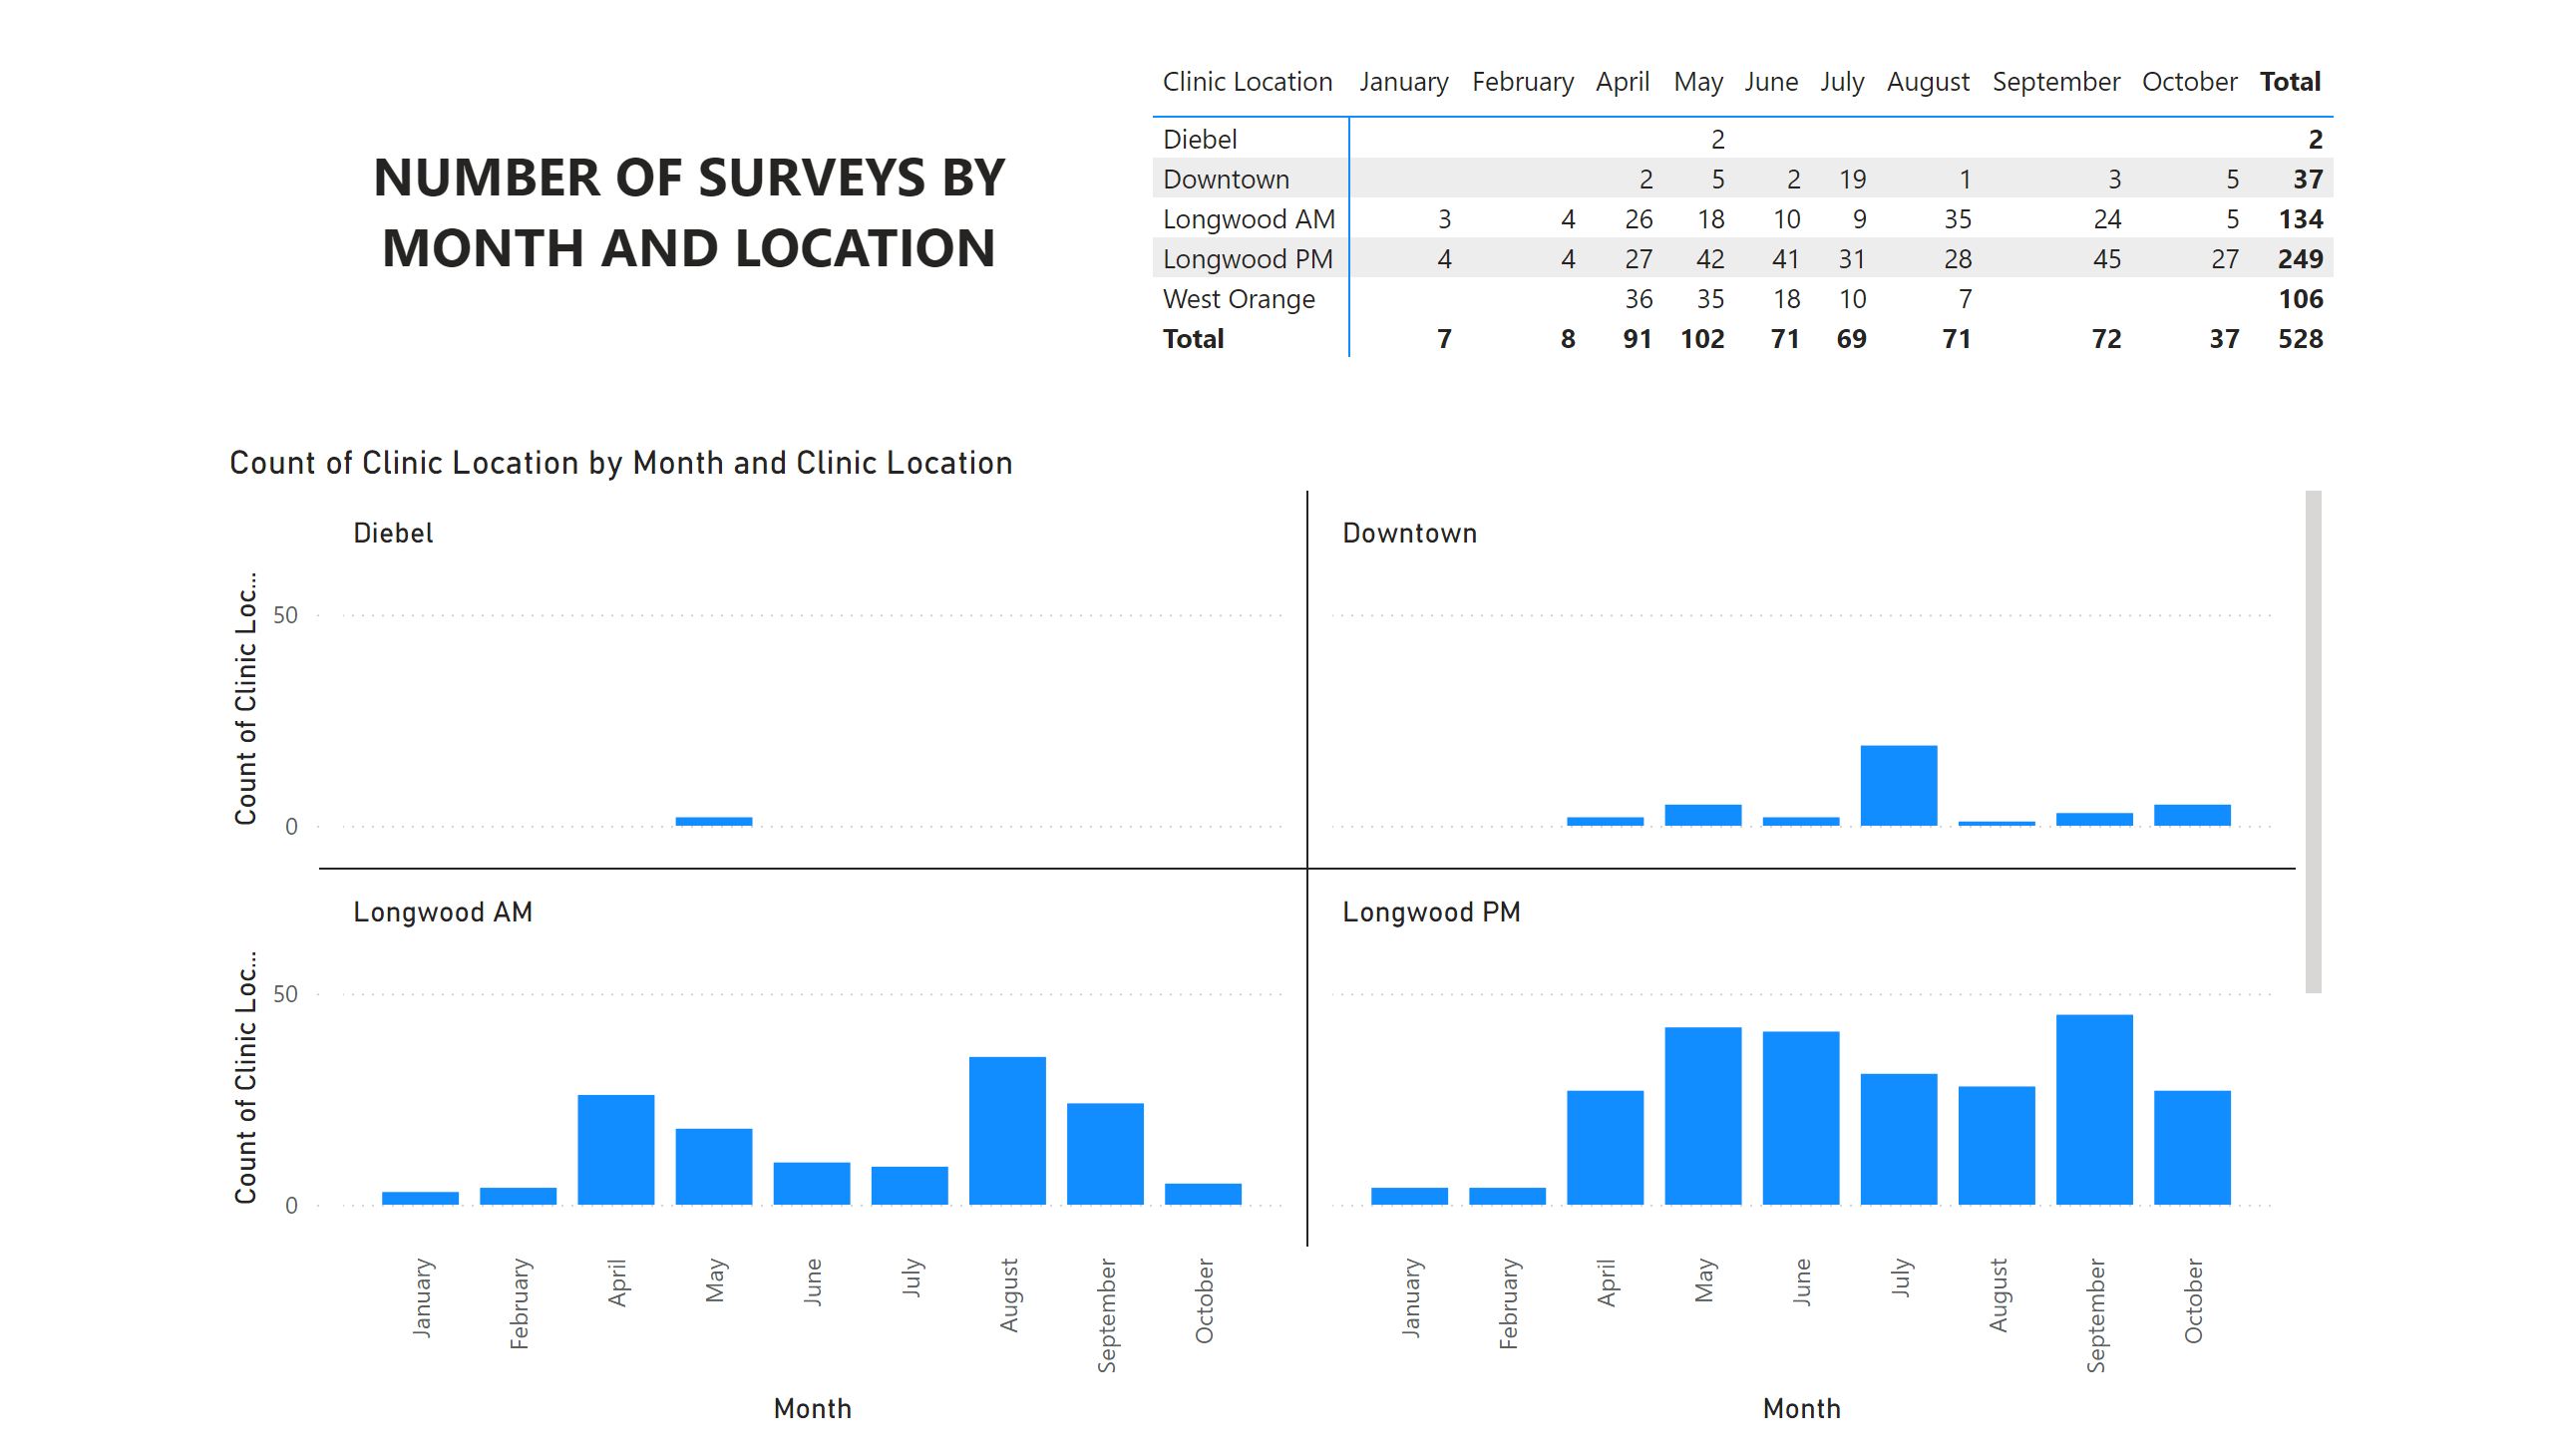 NUMBER OF SURVEYS BY
MONTH AND LOCATION
Clinic Location January February April May June July August September October Total
Diebel 2 2
Downtown 2 5 2 19 1 3 5 37
Longwood AM 3 4 26 18 10 9 35 24 5 134
Longwood PM 4 4 27 42 41 31 28 45 27 249
West Orange 36 35 18 10 7 106
Total 7 8 91 102 71 69 71 72 37 528
Count of Clinic Location by Month and Clinic Location
Diebel
Downtown
Count of Clinic Loc...
50
0
Longwood AM
Longwood PM
Count of Clinic Loc...
50
0
January February April May June July August September October
January February April May June July August September October
Month
Month